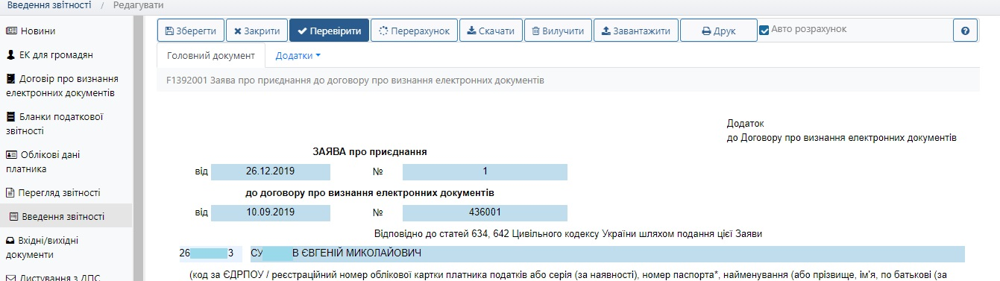 Введення звітності / Редагувати
Новини
ЕК для громадян
Договір про визнання
електронних документів
Бланки податкової
звітності
Облікові дані
платника
Перегляд звітності
Введення звітності
Вхідні/вихідні
документи
Листування з ДПС
Зберегти Закрити Перевірити Перерахунок Скачати Вилучити Завантажити Друк Авто розрахунок
Головний документ Додатки
F1392001 Заява про приєднання до договору про визнання електронних документів
Додаток
до Договору про визнання електронних документів
ЗАЯВА про приєднання
від 26.12.2019 № 1
до договору про визнання електронних документів
від 10.09.2019 № 436001
Відповідно до статей 634, 642 Цивільного кодексу України шляхом подання цієї Заяви
26 3 СУ В ЄВГЕНІЙ МИКОЛАЙОВИЧ
(код за ЄДРПОУ / реєстраційний номер облікової картки платника податків або серія (за наявності), номер паспорта*, найменування (або прізвище, ім'я, по батькові (за